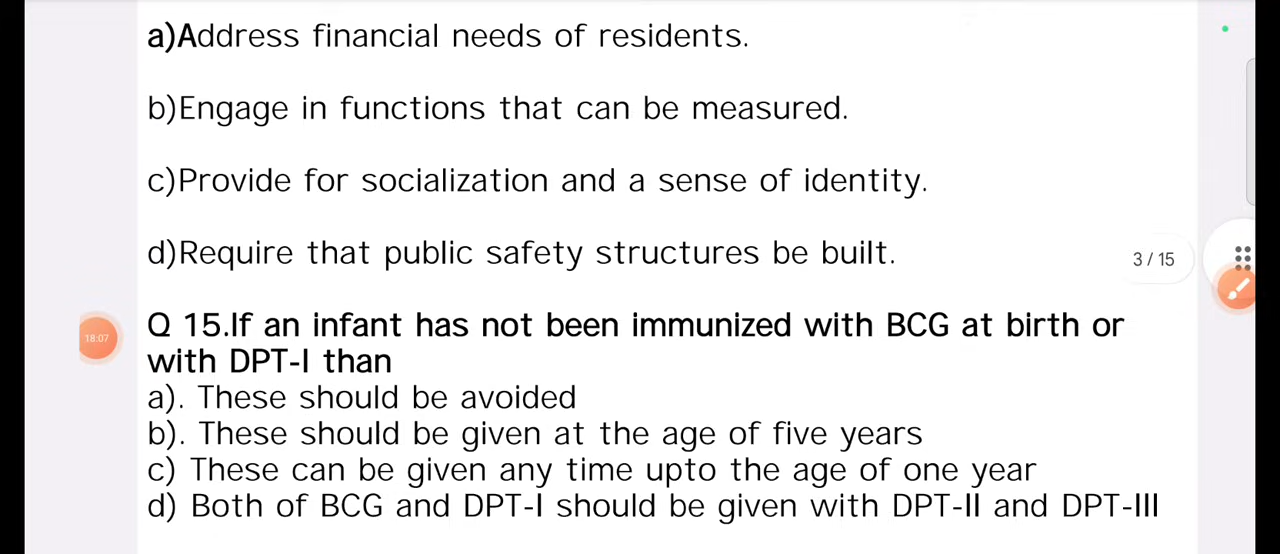 a)Address financial needs of residents.
b)Engage in functions that can be measured.
c)Provide for socialization and a sense of identity.
d)Require that public safety structures be built.
3 / 15
18:07
Q 15.If an infant has not been immunized with BCG at birth or
with DPT-I than
a). These should be avoided
b). These should be given at the age of five years
c) These can be given any time upto the age of one year
d) Both of BCG and DPT-I should be given with DPT-II and DPT-III